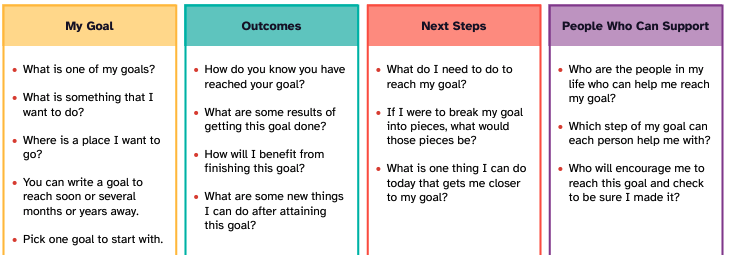 My Goal
What is one of my goals?
What is something that I
want to do?
Where is a place I want to
go?
You can write a goal to
reach soon or several
months or years away.
Pick one goal to start with.
Outcomes
How do you know you have
reached your goal?
What are some results of
getting this goal done?
How will I benefit from
finishing this goal?
What are some new things
I can do after attaining
this goal?
Next Steps
What do I need to do to
reach my goal?
If I were to break my goal
into pieces, what would
those pieces be?
What is one thing I can do
today that gets me closer
to my goal?
People Who Can Support
Who are the people in my
life who can help me reach
my goal?
Which step of my goal can
each person help me with?
Who will encourage me to
reach this goal and check
to be sure I made it?